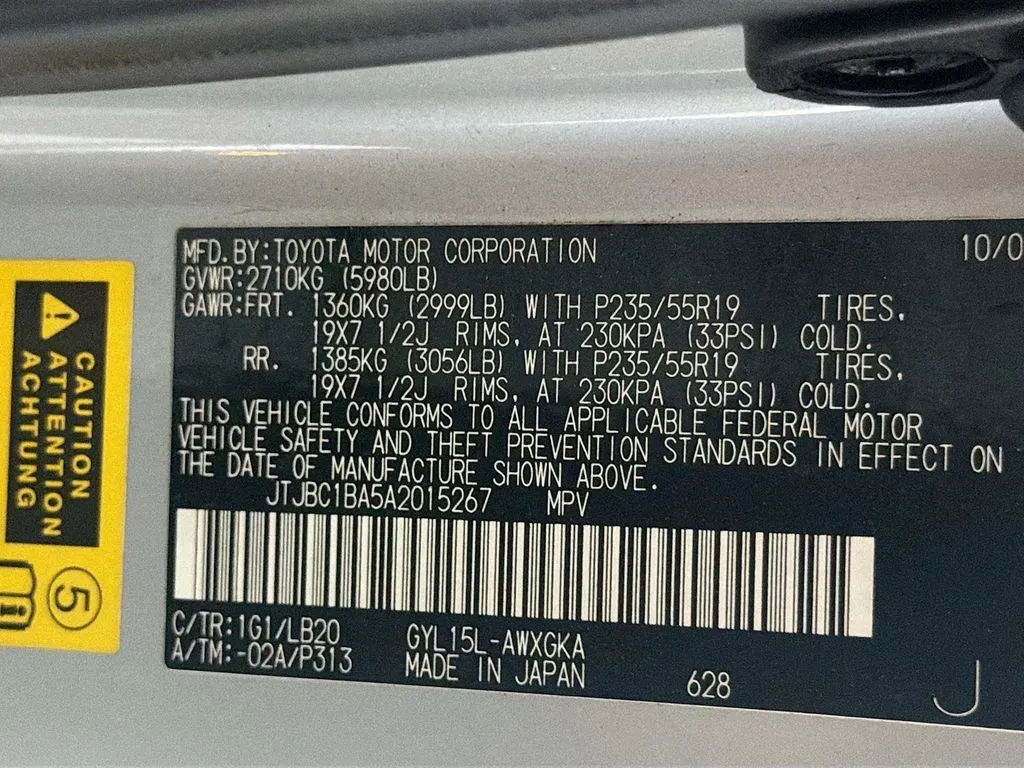 MFD. BY: TOYOTA MOTOR CORPORATION 10/0
GVWR: 2710KG (5980LB)
GAWR: FRT. 1360KG (2999LB) WITH P235/55R19 TIRES,
19X7 1/2J RIMS, AT 230KPA (33PSI) COLD.
RR. 1385KG (3056LB) WITH P235/55R19 TIRES,
19X7 1/2J RIMS, AT 230KPA (33PSI) COLD.
THIS VEHICLE CONFORMS TO ALL APPLICABLE FEDERAL MOTOR
VEHICLE SAFETY AND THEFT PREVENTION STANDARDS IN EFFECT ON
THE DATE OF MANUFACTURE SHOWN ABOVE.
JTJBC1BA5A2015267 MPV
C/TR: 1G1/LB20 GYL15L-AWXGKA
A/TM: -02A/P313 MADE IN JAPAN 628 J
CAUTION
ATTENTION
ACHTUNG
5